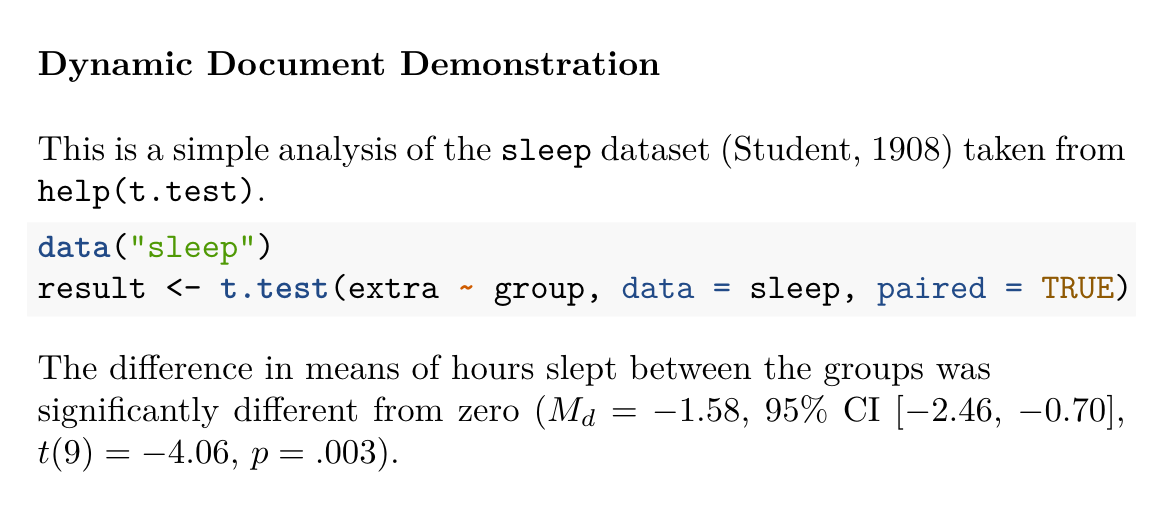 Dynamic Document Demonstration
This is a simple analysis of the sleep dataset (Student, 1908) taken from
help(t.test).
data("sleep")
result <- t.test(extra ~ group, data = sleep, paired = TRUE)
The difference in means of hours slept between the groups was
significantly different from zero (M_d = −1.58, 95% CI [−2.46, −0.70],
t(9) = −4.06, p = .003).